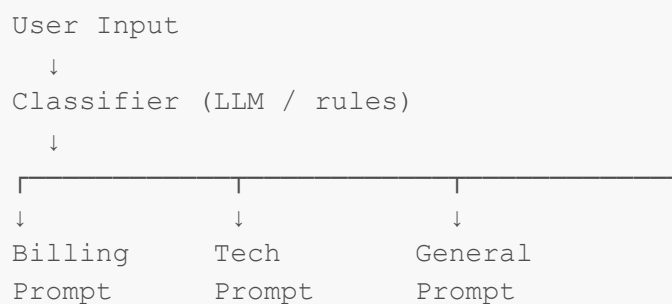 User Input
↓
Classifier (LLM / rules)
↓
┌─────────────┬─────────────┬─────────────
↓ ↓ ↓
Billing Tech General
Prompt Prompt Prompt